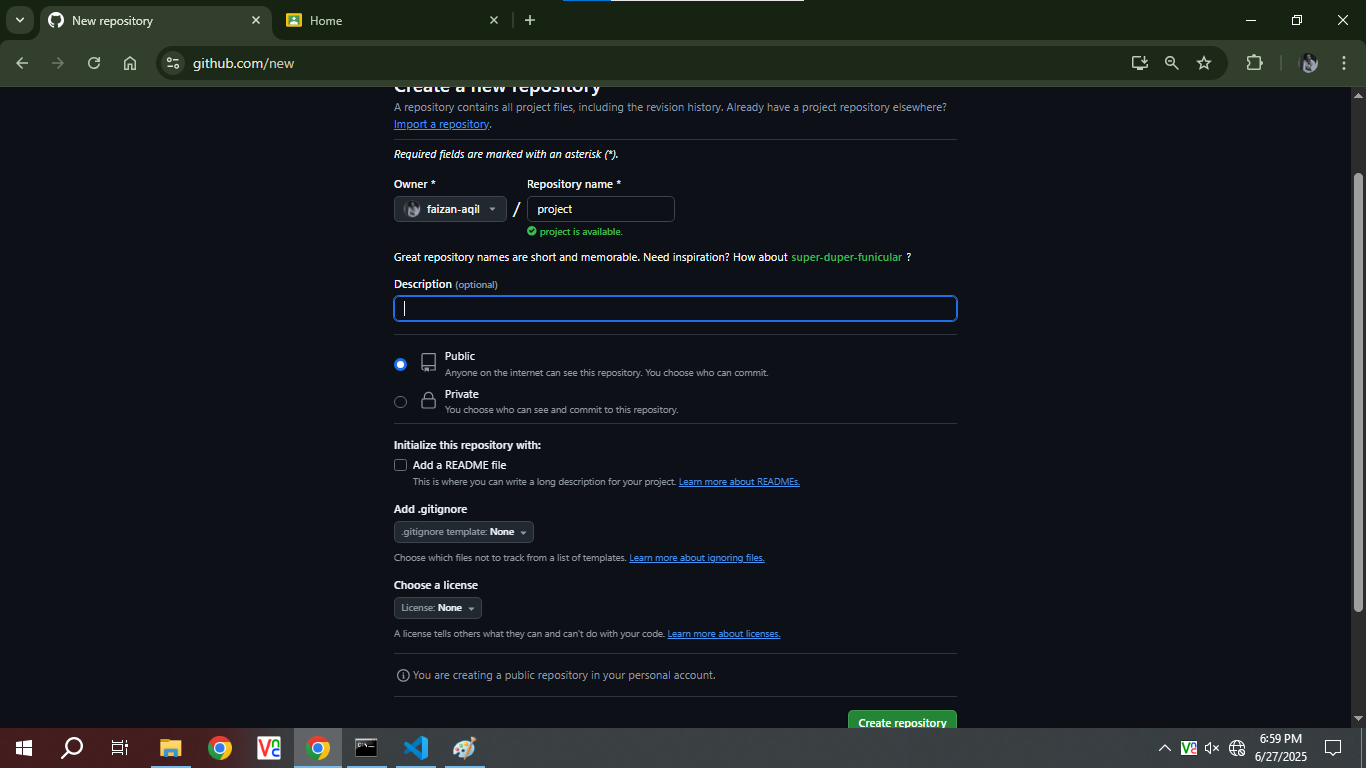 New repository
Home
github.com/new
Create a new repository
A repository contains all project files, including the revision history. Already have a project repository elsewhere?
Import a repository.
Required fields are marked with an asterisk (*).
Owner *
Repository name *
faizan-aqil
/
project
project is available.
Great repository names are short and memorable. Need inspiration? How about super-duper-funicular ?
Description (optional)
Public
Anyone on the internet can see this repository. You choose who can commit.
Private
You choose who can see and commit to this repository.
Initialize this repository with:
Add a README file
This is where you can write a long description for your project. Learn more about READMEs.
Add .gitignore
.gitignore template: None
Choose which files not to track from a list of templates. Learn more about ignoring files.
Choose a license
License: None
A license tells others what they can and can't do with your code. Learn more about licenses.
You are creating a public repository in your personal account.
Create repository
6:59 PM
6/27/2025